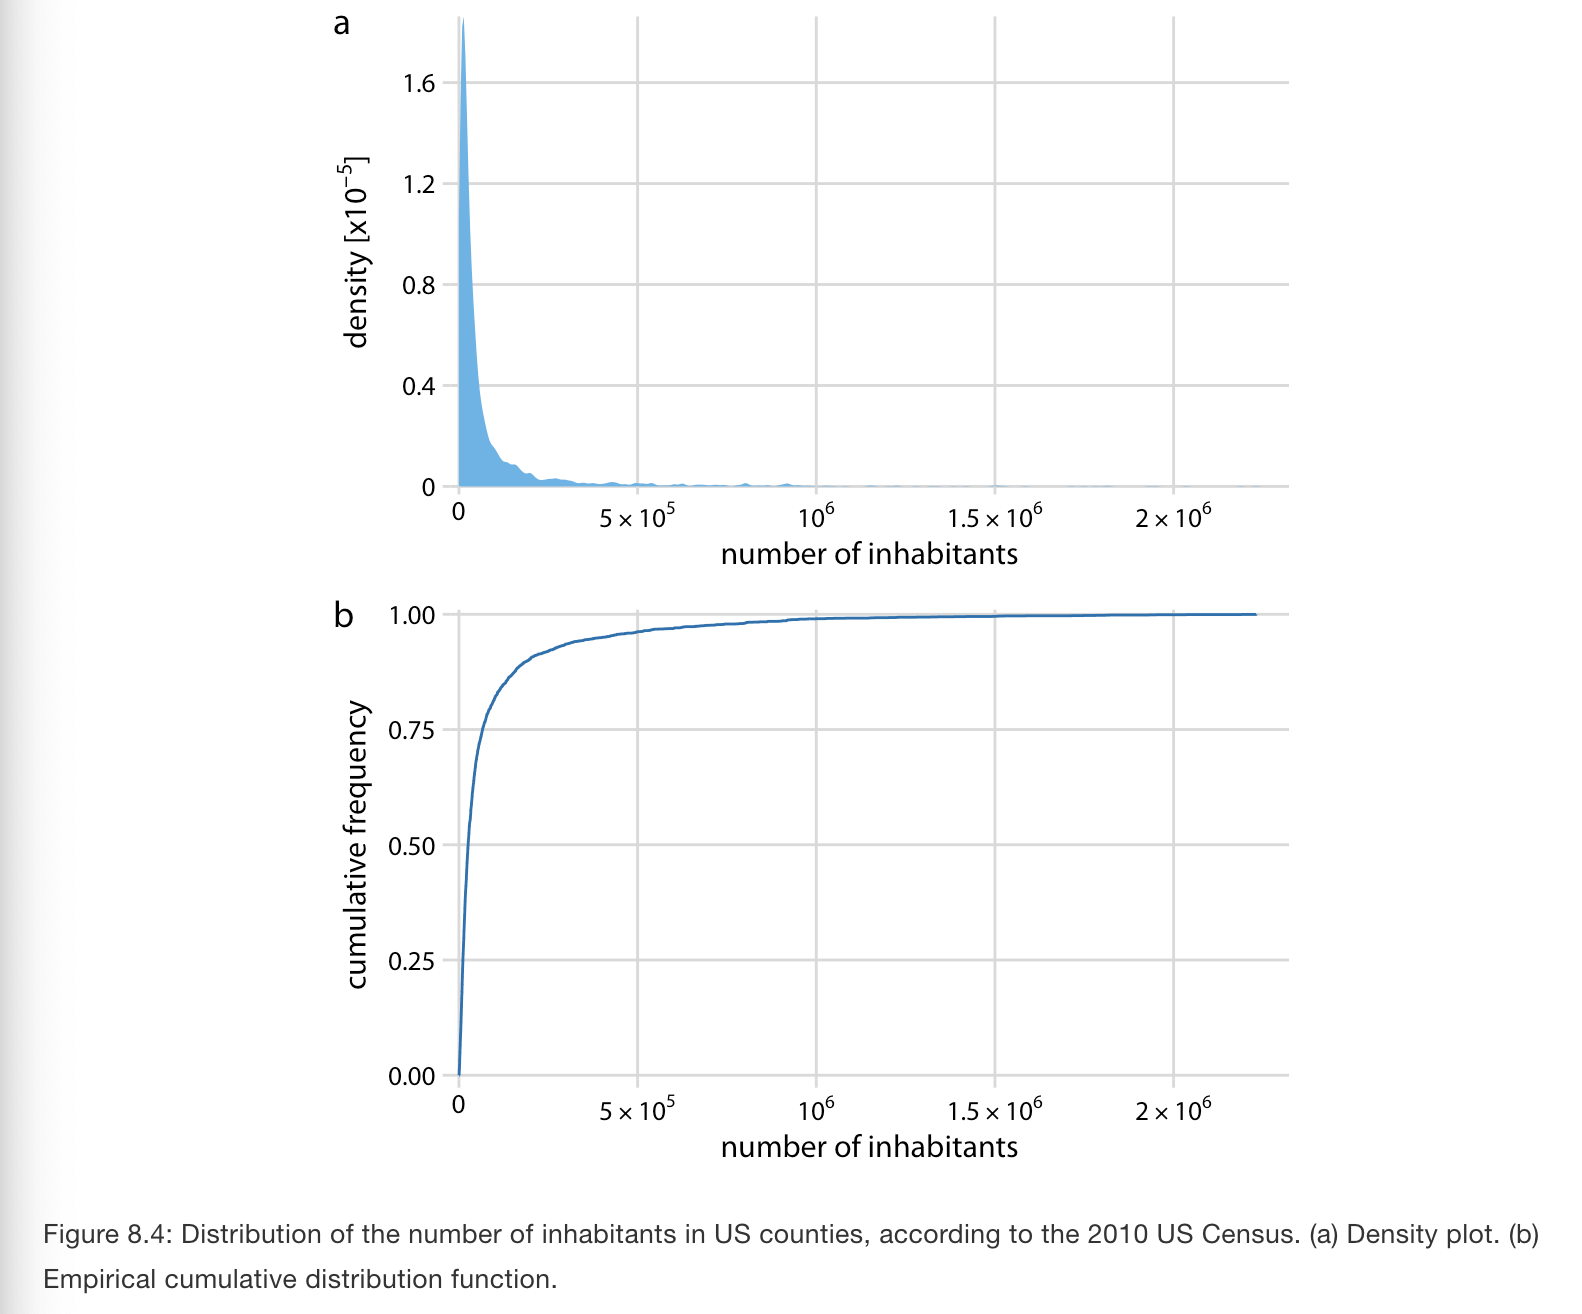 a
1.6
1.2
0.8
0.4
0
density [x10⁻⁵]
0 5 × 10⁵ 10⁶ 1.5 × 10⁶ 2 × 10⁶
number of inhabitants
b
1.00
0.75
0.50
0.25
0.00
cumulative frequency
0 5 × 10⁵ 10⁶ 1.5 × 10⁶ 2 × 10⁶
number of inhabitants
Figure 8.4: Distribution of the number of inhabitants in US counties, according to the 2010 US Census. (a) Density plot. (b)
Empirical cumulative distribution function.